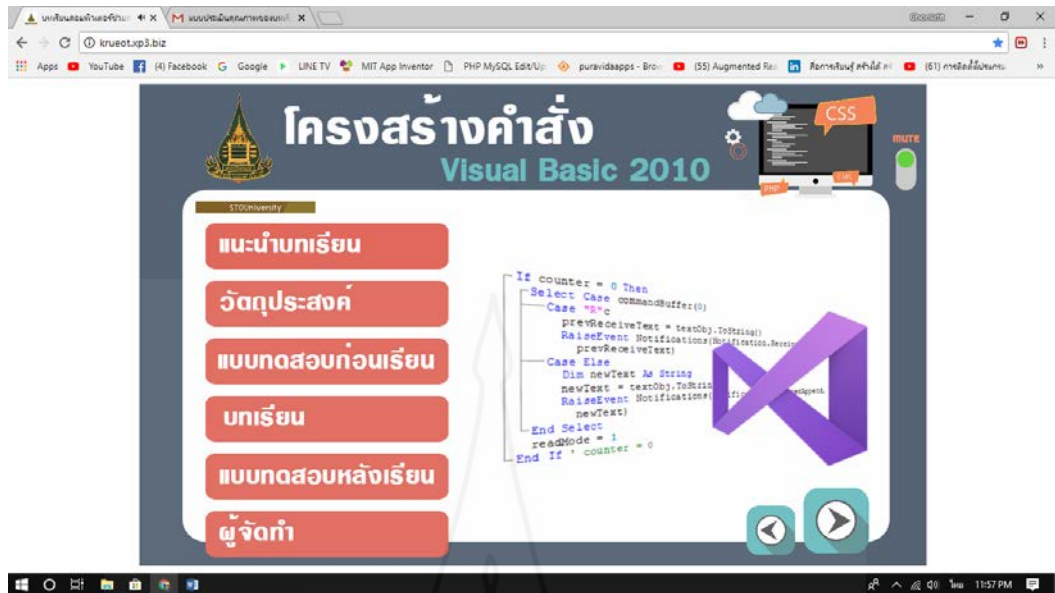 krueot.xp3.biz
Apps YouTube (4) Facebook Google LINE TV MIT App Inventor PHP MySQL Edit/Up puravidaapps - Brow (55) Augmented Rea
โครงสร้างคำสั่ง
Visual Basic 2010
CSS
PHP
MUTE
STOUniversity
แนะนำบทเรียน
วัตถุประสงค์
แบบทดสอบก่อนเรียน
บทเรียน
แบบทดสอบหลังเรียน
ผู้จัดทำ
If counter = 0 Then
Select Case commandBuffer(0)
Case "R"c
prevReceiveText = textObj.ToString()
RaiseEvent Notifications(Notification.Receiv
prevReceiveText)
Case Else
Dim newText As String
newText = textObj.ToStrin
RaiseEvent Notifications(
newText)
End Select
readMode = 1
End If ' counter = 0
ไทย 11:57 PM